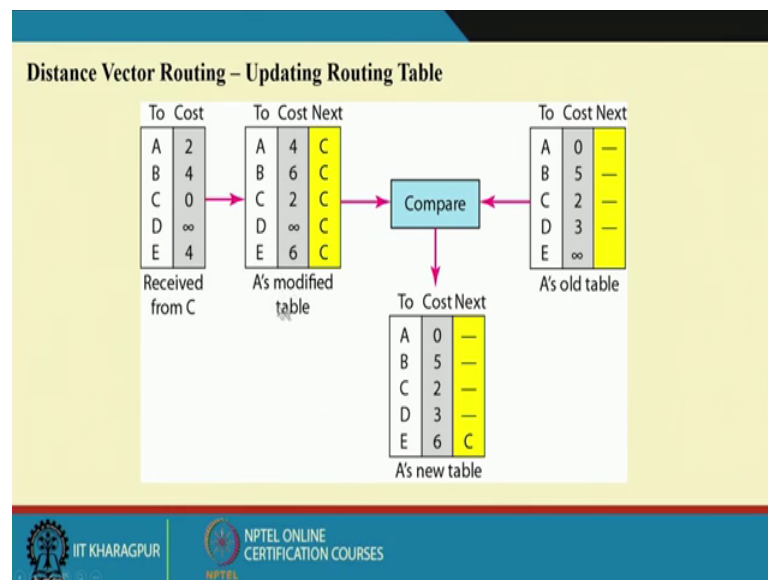 Distance Vector Routing – Updating Routing Table
To Cost
A 2
B 4
C 0
D ∞
E 4
Received
from C
To Cost Next
A 4 C
B 6 C
C 2 C
D ∞ C
E 6 C
A's modified
table
Compare
To Cost Next
A 0 —
B 5 —
C 2 —
D 3 —
E ∞
A's old table
To Cost Next
A 0 —
B 5 —
C 2 —
D 3 —
E 6 C
A's new table
IIT KHARAGPUR
NPTEL
NPTEL ONLINE
CERTIFICATION COURSES